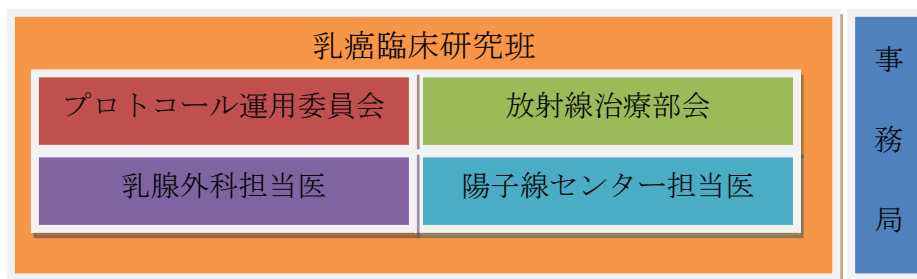 乳癌臨床研究班
プロトコール運用委員会
放射線治療部会
乳腺外科担当医
陽子線センター担当医
事務局